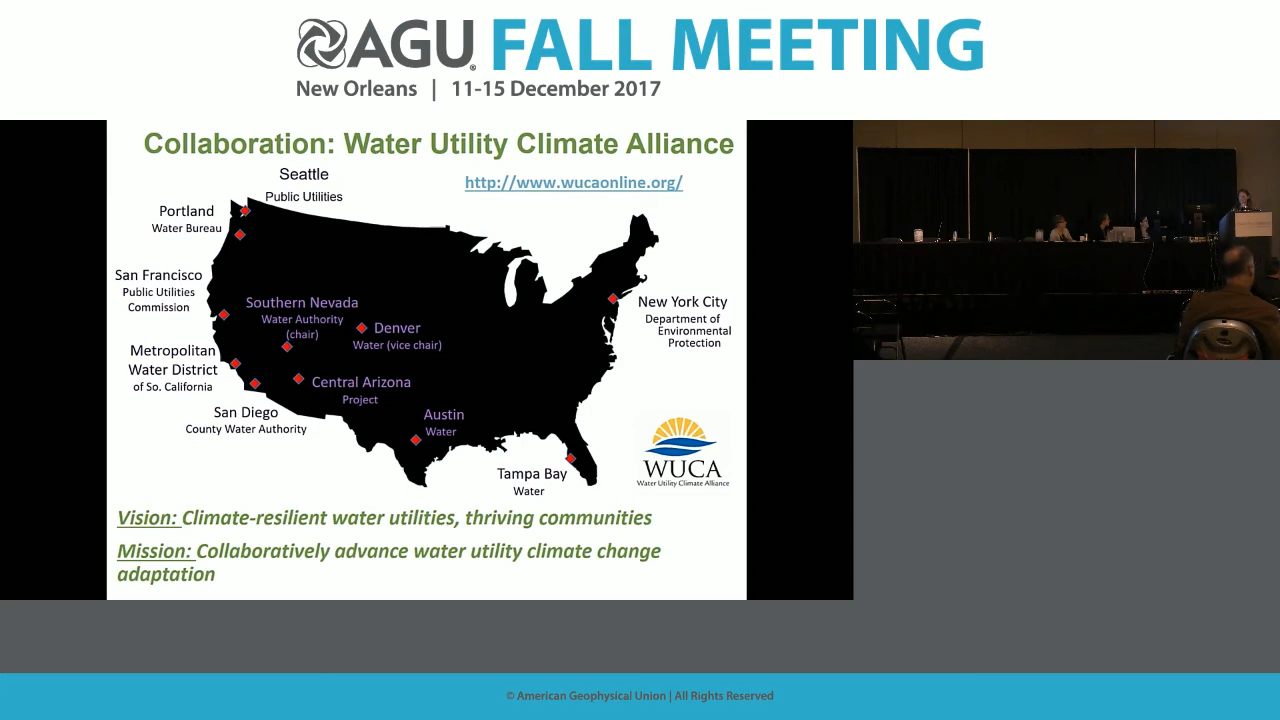 AGU FALL MEETING
New Orleans | 11-15 December 2017
Collaboration: Water Utility Climate Alliance
http://www.wucaonline.org/
Seattle
Public Utilities
Portland
Water Bureau
San Francisco
Public Utilities
Commission
Southern Nevada
Water Authority
(chair)
Denver
Water (vice chair)
New York City
Department of
Environmental
Protection
Metropolitan
Water District
of So. California
Central Arizona
Project
San Diego
County Water Authority
Austin
Water
Tampa Bay
Water
WUCA
Water Utility Climate Alliance
Vision: Climate-resilient water utilities, thriving communities
Mission: Collaboratively advance water utility climate change
adaptation
© American Geophysical Union | All Rights Reserved